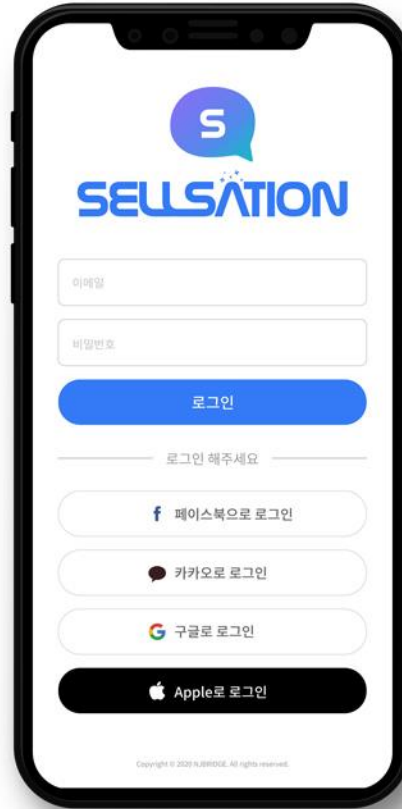 S
SELLSATION
이메일
비밀번호
로그인
로그인 해주세요
페이스북으로 로그인
카카오로 로그인
구글로 로그인
Apple로 로그인
Copyright © 2020 NJBRIDGE. All rights reserved.